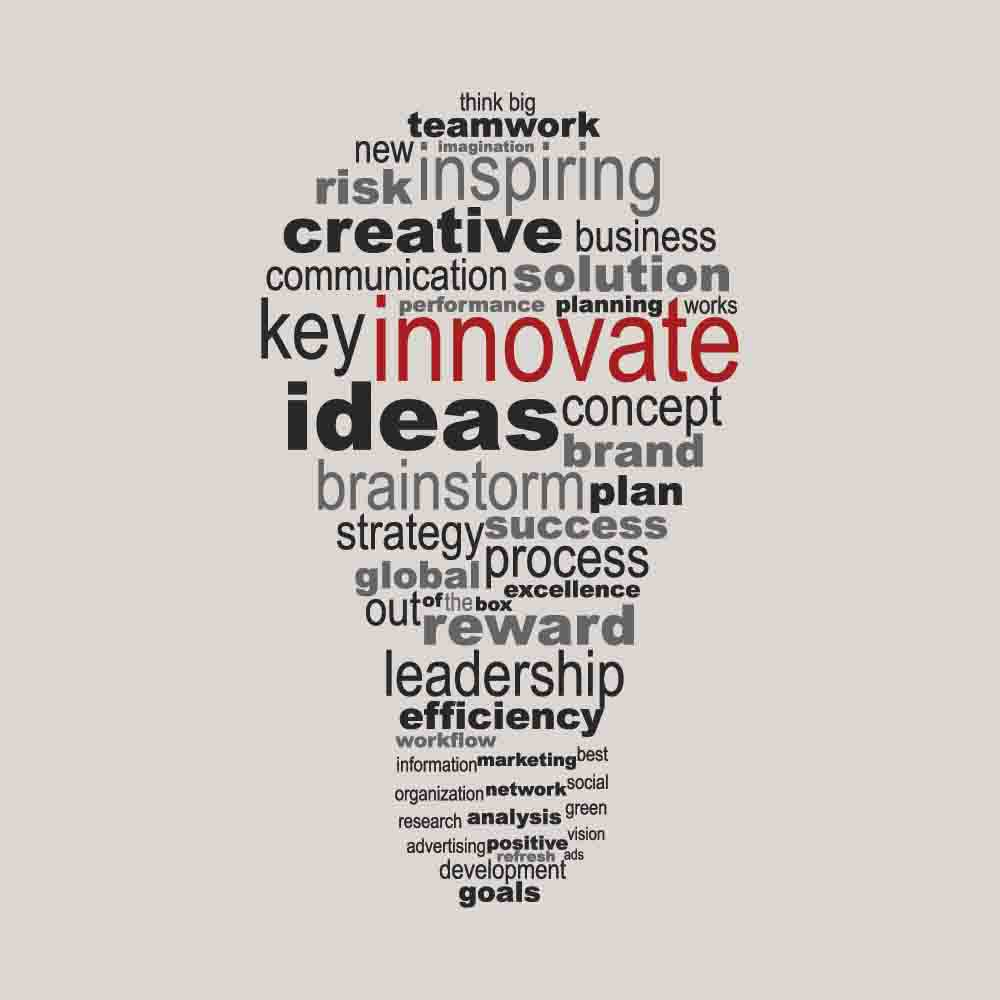 think big
teamwork
new imagination
risk inspiring
creative business
communication solution
performance planning works
key innovate
ideas concept
brand
brainstorm plan
strategy success
process
global excellence
out of the box
reward
leadership
efficiency
workflow
information marketing best
organization network social
research analysis green
advertising positive vision
refresh ads
development
goals